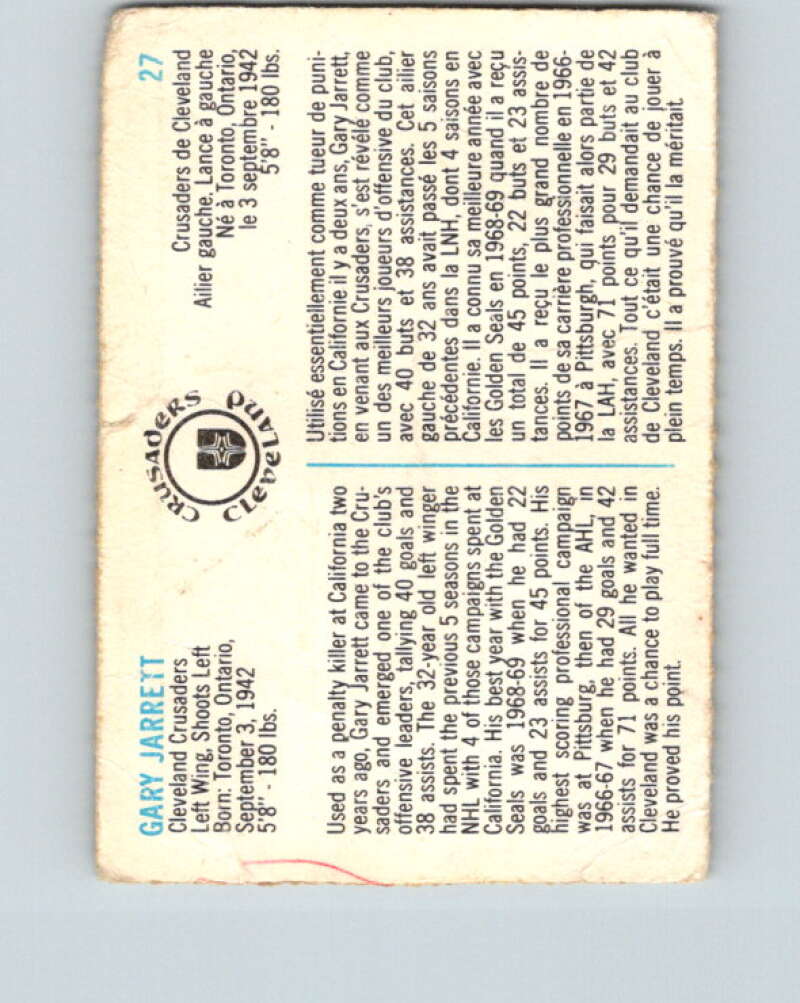 GARY JARRETT
Cleveland Crusaders
Left Wing, Shoots Left
Born: Toronto, Ontario,
September 3, 1942
5'8" - 180 lbs.
CRUSADERS
CLEVELAND
27
Crusaders de Cleveland
Ailier gauche, Lance à gauche
Né à Toronto, Ontario,
le 3 septembre 1942
5'8" - 180 lbs.
Used as a penalty killer at California two
years ago, Gary Jarrett came to the Cru-
saders and emerged one of the club's
offensive leaders, tallying 40 goals and
38 assists. The 32-year old left winger
had spent the previous 5 seasons in the
NHL with 4 of those campaigns spent at
California. His best year with the Golden
Seals was 1968-69 when he had 22
goals and 23 assists for 45 points. His
highest scoring professional campaign
was at Pittsburg, then of the AHL, in
1966-67 when he had 29 goals and 42
assists for 71 points. All he wanted in
Cleveland was a chance to play full time.
He proved his point.
Utilisé essentiellement comme tueur de puni-
tions en Californie il y a deux ans, Gary Jarrett,
en venant aux Crusaders, s'est révélé comme
un des meilleurs joueurs d'offensive du club,
avec 40 buts et 38 assistances. Cet ailier
gauche de 32 ans avait passé les 5 saisons
précédentes dans la LNH, dont 4 saisons en
Californie. Il a connu sa meilleure année avec
les Golden Seals en 1968-69 quand il a reçu
un total de 45 points, 22 buts et 23 assis-
tances. Il a reçu le plus grand nombre de
points de sa carrière professionnelle en 1966-
1967 à Pittsburgh, qui faisait alors partie de
la LAH, avec 71 points pour 29 buts et 42
assistances. Tout ce qu'il demandait au club
de Cleveland c'était une chance de jouer à
plein temps. Il a prouvé qu'il la méritait.